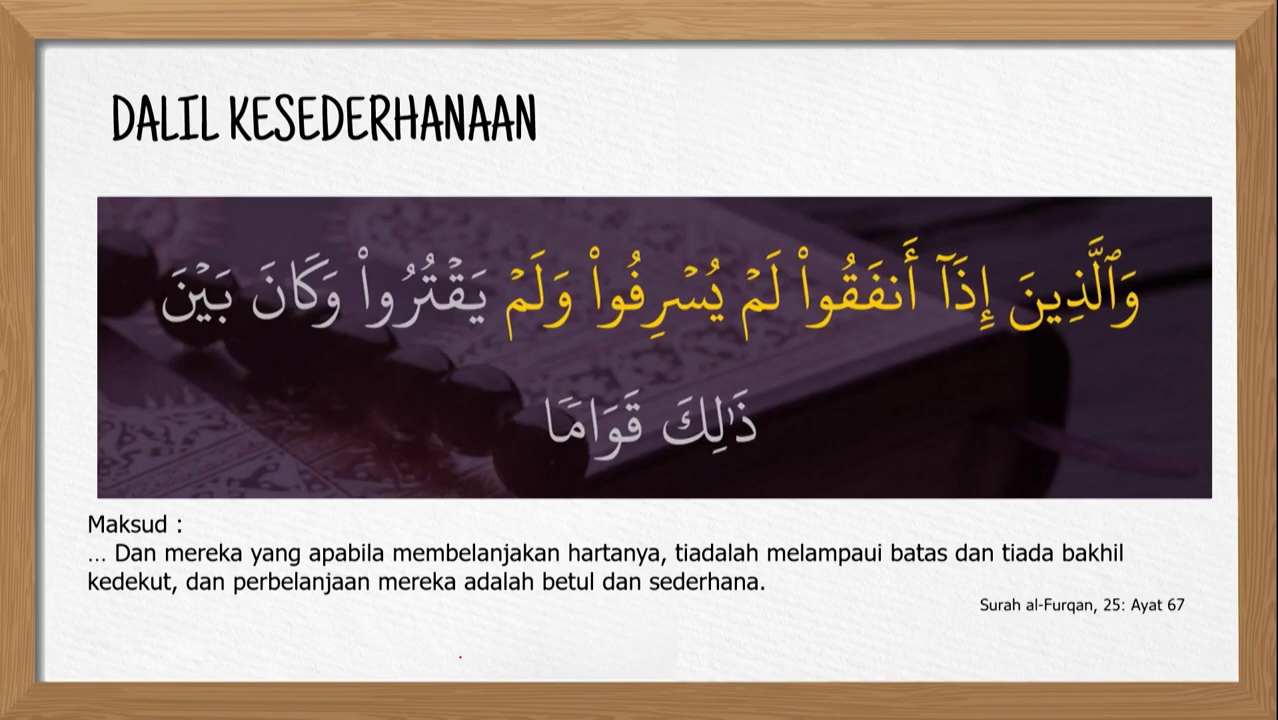 DALIL KESEDERHANAAN
وَٱلَّذِينَ إِذَآ أَنفَقُوا۟ لَمْ يُسْرِفُوا۟ وَلَمْ يَقْتُرُوا۟ وَكَانَ بَيْنَ
ذَٰلِكَ قَوَامًا
Maksud :
... Dan mereka yang apabila membelanjakan hartanya, tiadalah melampaui batas dan tiada bakhil
kedekut, dan perbelanjaan mereka adalah betul dan sederhana.
Surah al-Furqan, 25: Ayat 67